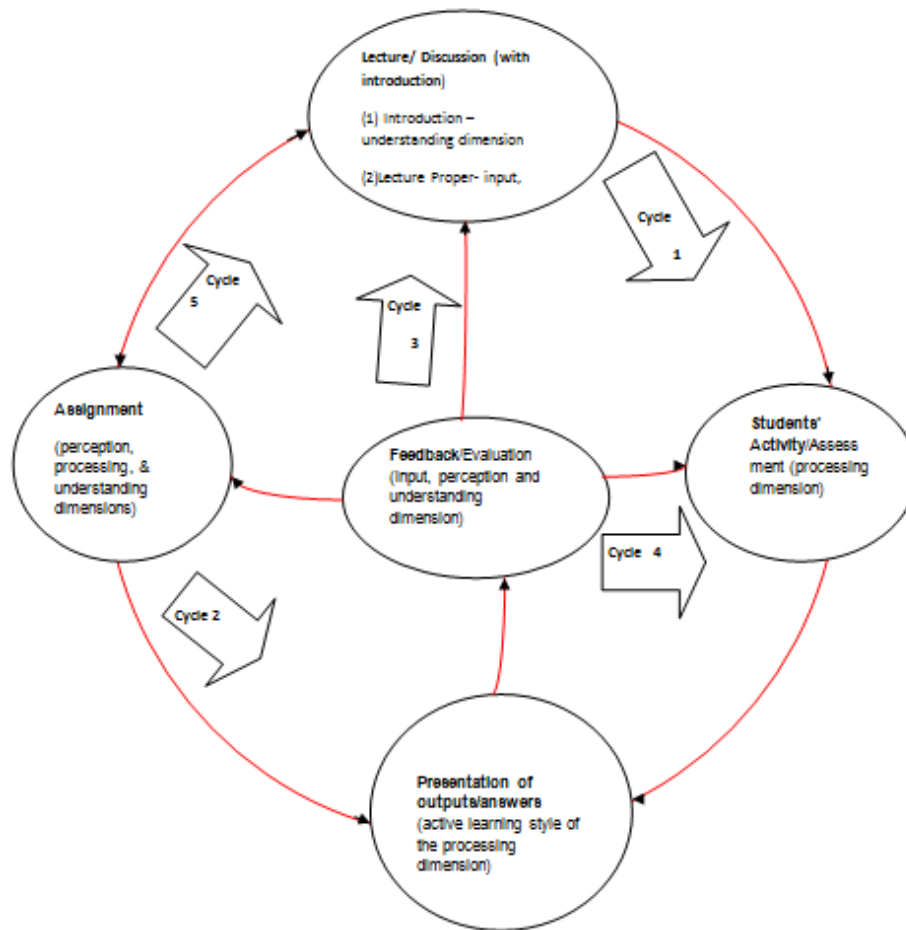 Lecture/ Discussion (with
introduction)
(1) Introduction –
understanding dimension
(2)Lecture Proper- input,
Cycle
1
Cycle
5
Cycle
3
Assignment
(perception,
processing, &
understanding
dimensions)
Feedback/Evaluation
(input, perception and
understanding
dimension)
Students'
Activity/Assess
ment (processing
dimension)
Cycle 4
Cycle 2
Presentation of
outputs/answers
(active learning style of
the processing
dimension)